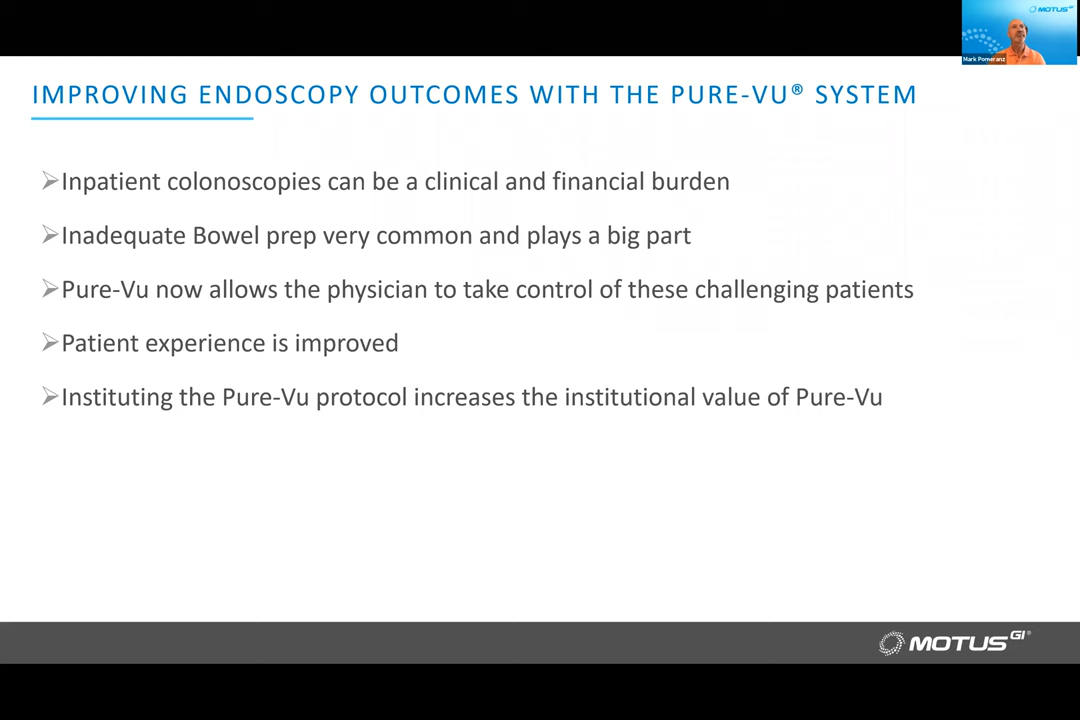 MOTUS GI
Mark Pomeranz
IMPROVING ENDOSCOPY OUTCOMES WITH THE PURE-VU® SYSTEM
➢Inpatient colonoscopies can be a clinical and financial burden
➢Inadequate Bowel prep very common and plays a big part
➢Pure-Vu now allows the physician to take control of these challenging patients
➢Patient experience is improved
➢Instituting the Pure-Vu protocol increases the institutional value of Pure-Vu
MOTUS GI®